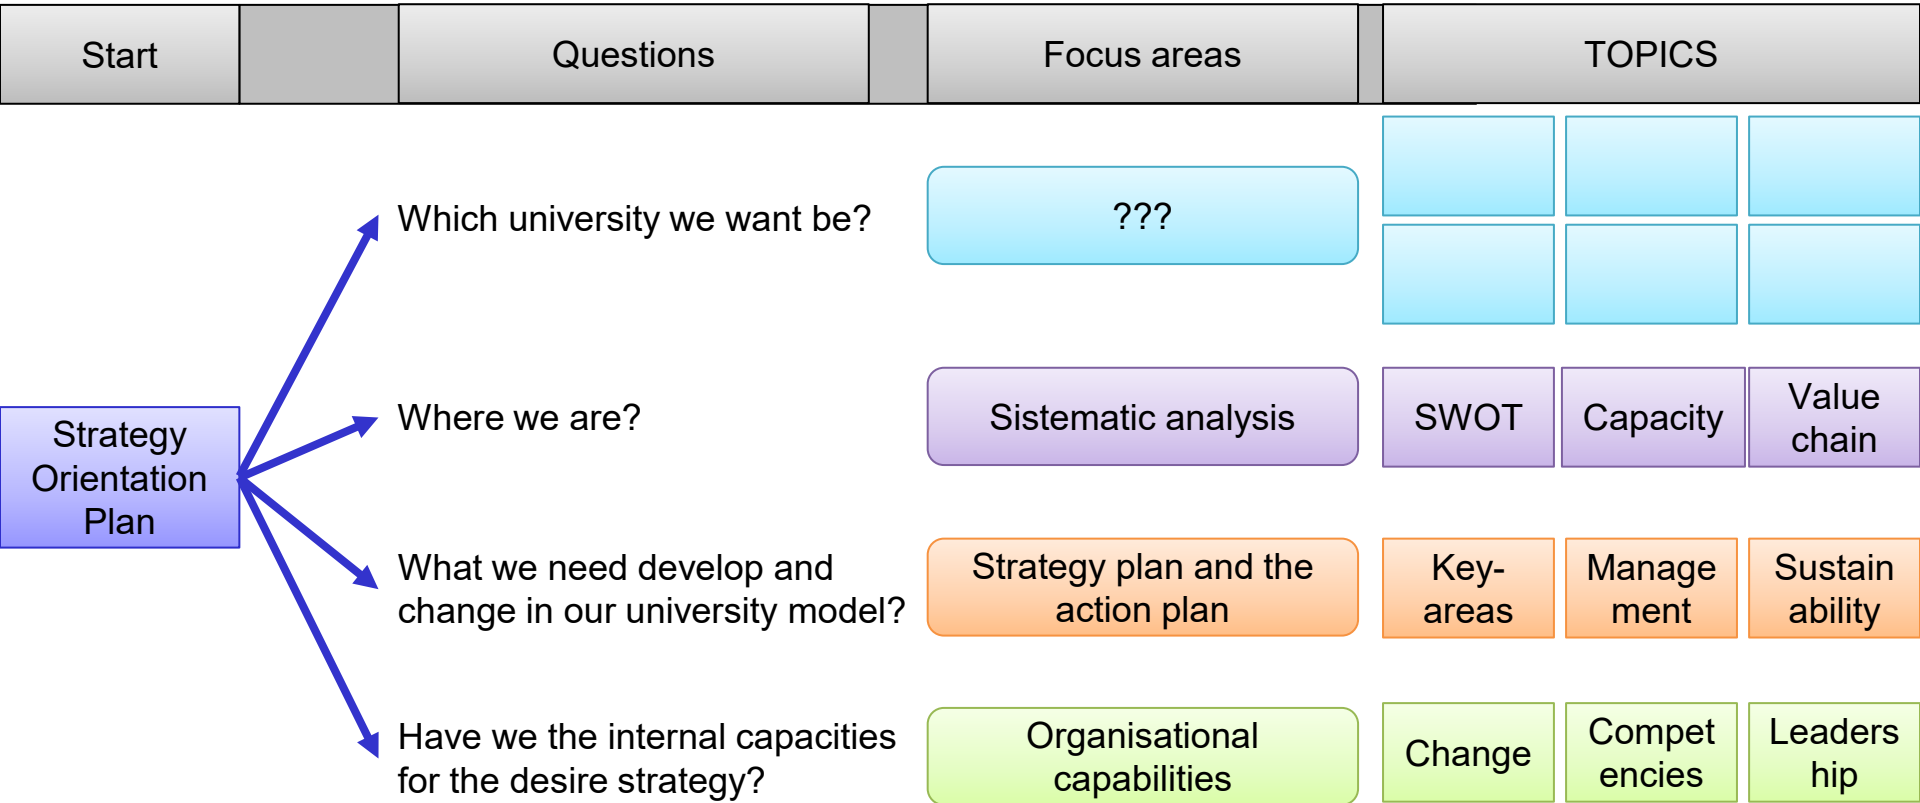 Start
Questions
Focus areas
TOPICS
Which university we want be?
???
Where we are?
Sistematic analysis
SWOT
Capacity
Value
chain
Strategy
Orientation
Plan
What we need develop and
change in our university model?
Strategy plan and the
action plan
Key-
areas
Manage
ment
Sustain
ability
Have we the internal capacities
for the desire strategy?
Organisational
capabilities
Change
Compet
encies
Leaders
hip